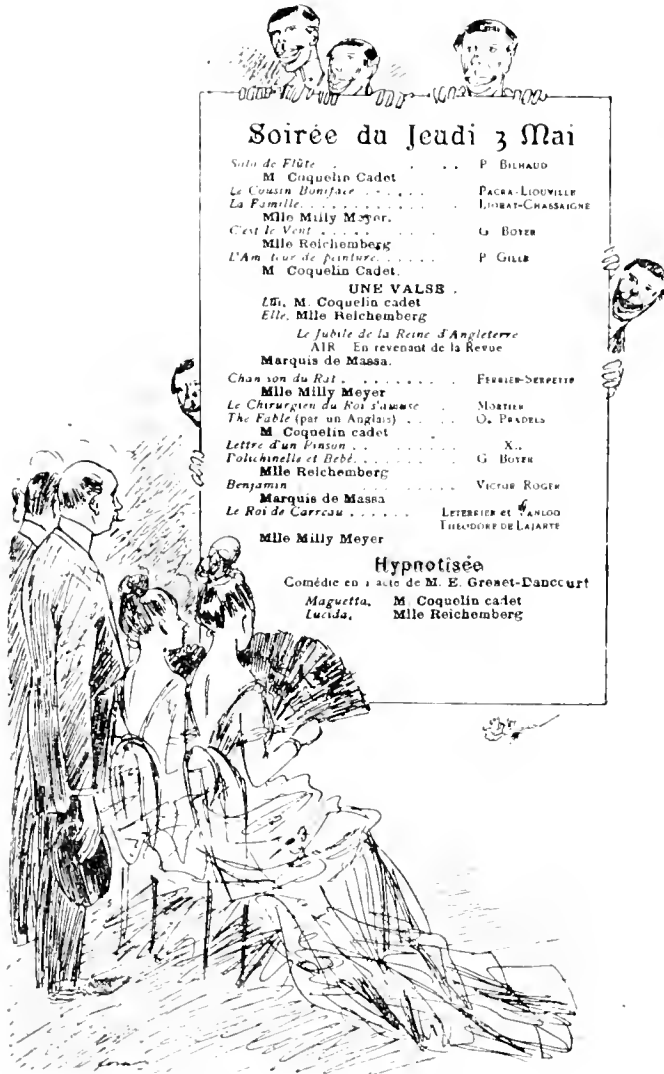 Soirée du Jeudi 3 Mai
Solo de Flûte . . . . P BILHAUD
M Coquelin Cadet
Le Cousin Boniface . . . . . . PACRA-LIOUVILLE
La Famille. . . . . . . . . . . . . LIORAT-CHASSAIGNE
Mlle Milly Meyer.
C'est le Vent . . . . . . . G BOYER
Mlle Reichemberg
L'Am teur de peinture. . . . . . P GILLE
M Coquelin Cadet.
UNE VALSE .
Lui, M. Coquelin cadet
Elle, Mlle Reichemberg
Le Jubile de la Reine d'Angleterre
AIR En revenant de la Revue
Marquis de Massa.
Chanson du Rat . . . . . . . . . FERRIER-SERPETTE
Mlle Milly Meyer
Le Chirurgien du Roi s'amuse . MORTIER
The Fable (par un Anglais) . . . O. PRADELS
M Coquelin cadet
Lettre d'un Pinson . . . . . . . X..
Polichinelle et Bébé. . . . . . . . G BOYER
Mlle Reichemberg
Benjamin . . . . . . . . VICTOR ROGER
Marquis de Massa
Le Roi de Carreau . . . . . . LETERRIER et VANLOO
THÉODORE DE LAJARTE
Mlle Milly Meyer
Hypnotisée
Comédie en 1 acte de M. E. Grenet-Dancourt
Maguetta, M. Coquelin cadet
Lucida, Mlle Reichemberg